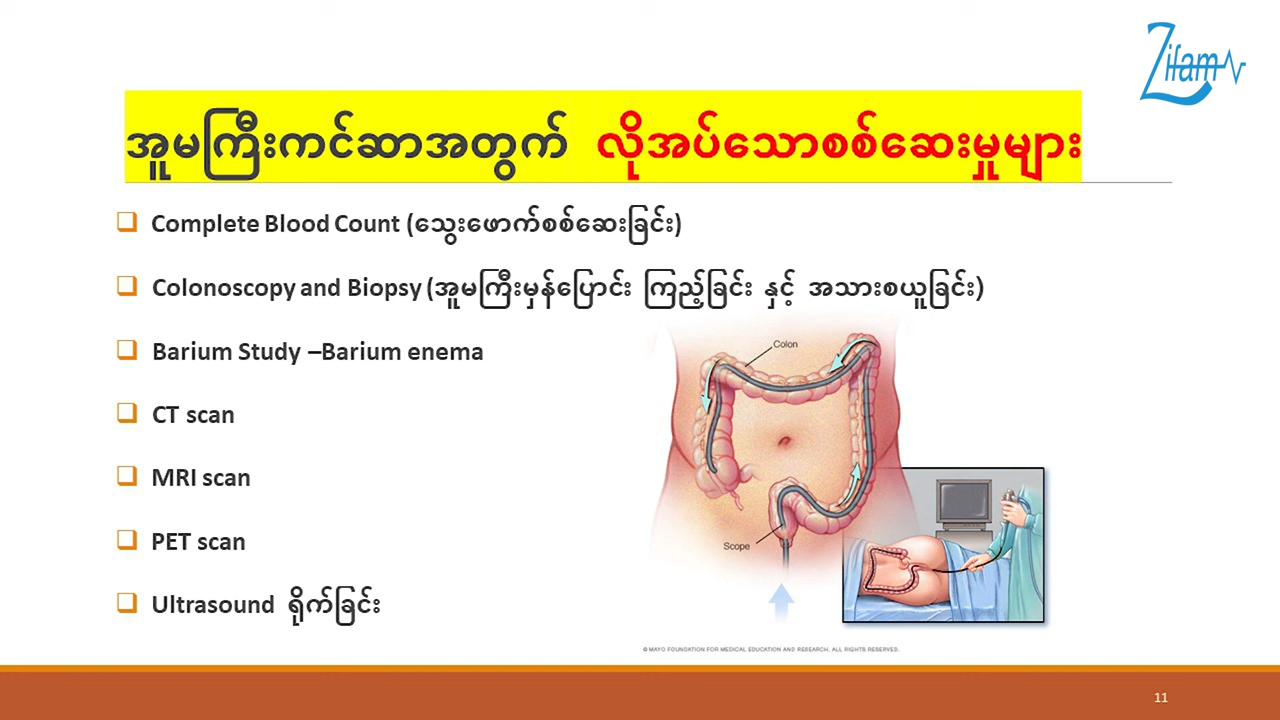 Zifam
အူမကြီးကင်ဆာအတွက် လိုအပ်သောစစ်ဆေးမှုများ
Complete Blood Count (သွေးဖောက်စစ်ဆေးခြင်း)
Colonoscopy and Biopsy (အူမကြီးမှန်ပြောင်း ကြည့်ခြင်း နှင့် အသားစယူခြင်း)
Barium Study –Barium enema
CT scan
MRI scan
PET scan
Ultrasound ရိုက်ခြင်း
Colon
Scope
© MAYO FOUNDATION FOR MEDICAL EDUCATION AND RESEARCH. ALL RIGHTS RESERVED.
11